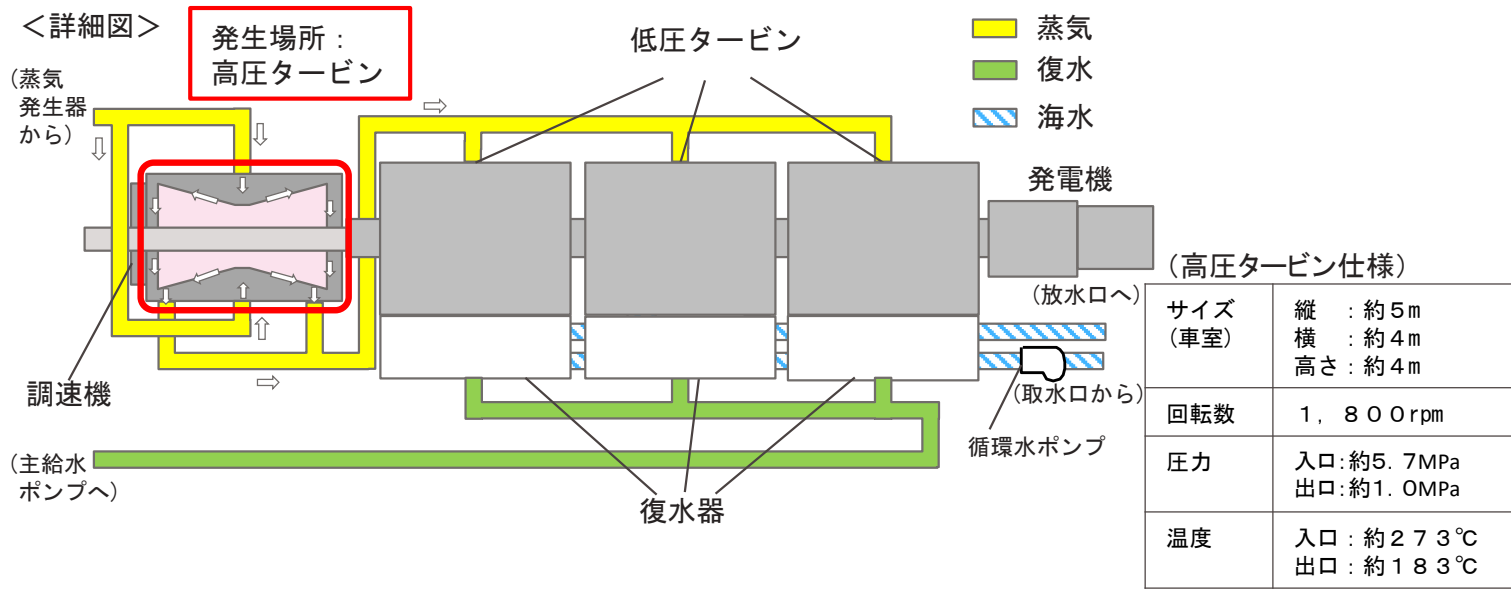 ＜詳細図＞
発生場所：
高圧タービン
低圧タービン
蒸気
復水
海水
(蒸気
発生器
から)
発電機
(放水口へ)
(取水口から)
循環水ポンプ
調速機
(主給水
ポンプへ)
復水器
(高圧タービン仕様)
サイズ
(車室)
縦　：約５m
横　：約４m
高さ：約４m
回転数
１，８００rpm
圧力
入口：約５．７MPa
出口：約１．０MPa
温度
入口：約２７３℃
出口：約１８３℃